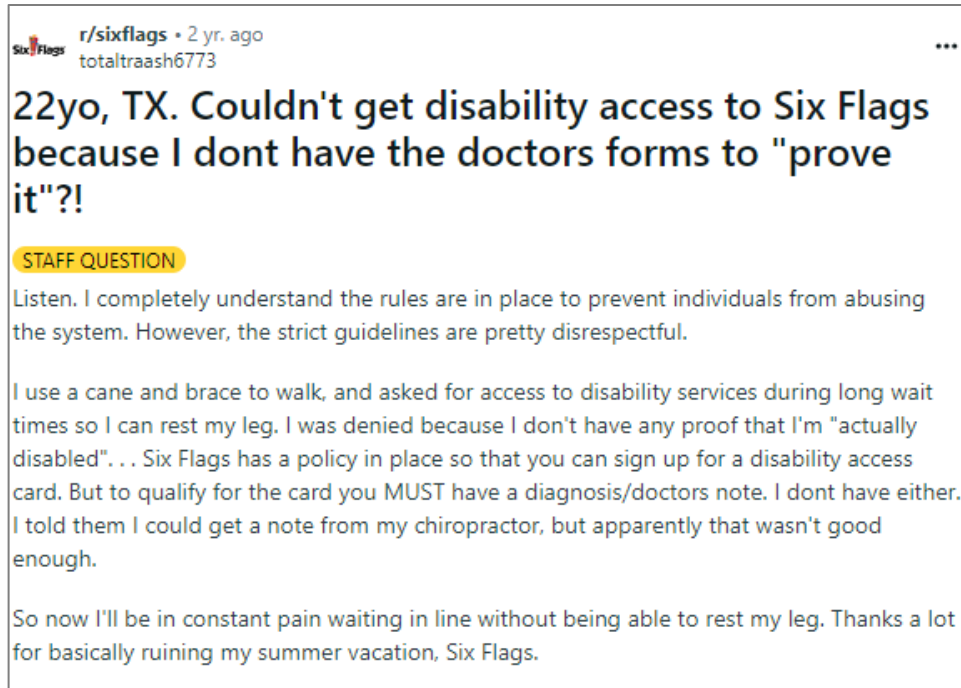 Six Flags
r/sixflags • 2 yr. ago
totaltraash6773
22yo, TX. Couldn't get disability access to Six Flags
because I dont have the doctors forms to "prove
it"?!
STAFF QUESTION
Listen. I completely understand the rules are in place to prevent individuals from abusing
the system. However, the strict guidelines are pretty disrespectful.
I use a cane and brace to walk, and asked for access to disability services during long wait
times so I can rest my leg. I was denied because I don't have any proof that I'm "actually
disabled". . . Six Flags has a policy in place so that you can sign up for a disability access
card. But to qualify for the card you MUST have a diagnosis/doctors note. I dont have either.
I told them I could get a note from my chiropractor, but apparently that wasn't good
enough.
So now I'll be in constant pain waiting in line without being able to rest my leg. Thanks a lot
for basically ruining my summer vacation, Six Flags.